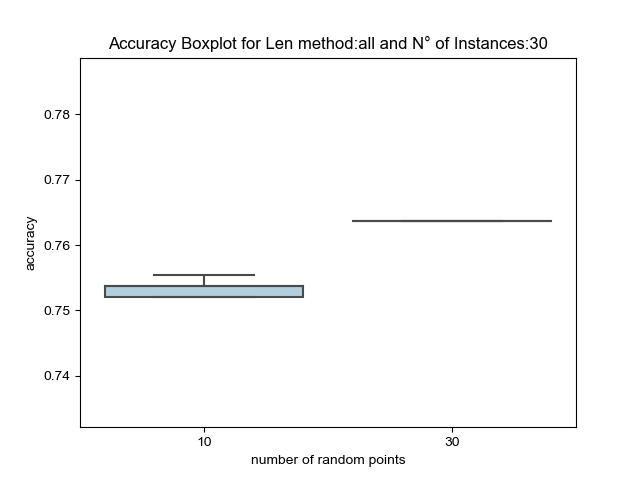 Accuracy Boxplot for Len method:all and N° of Instances:30
0.78
0.77
0.76
0.75
0.74
accuracy
10 30
number of random points